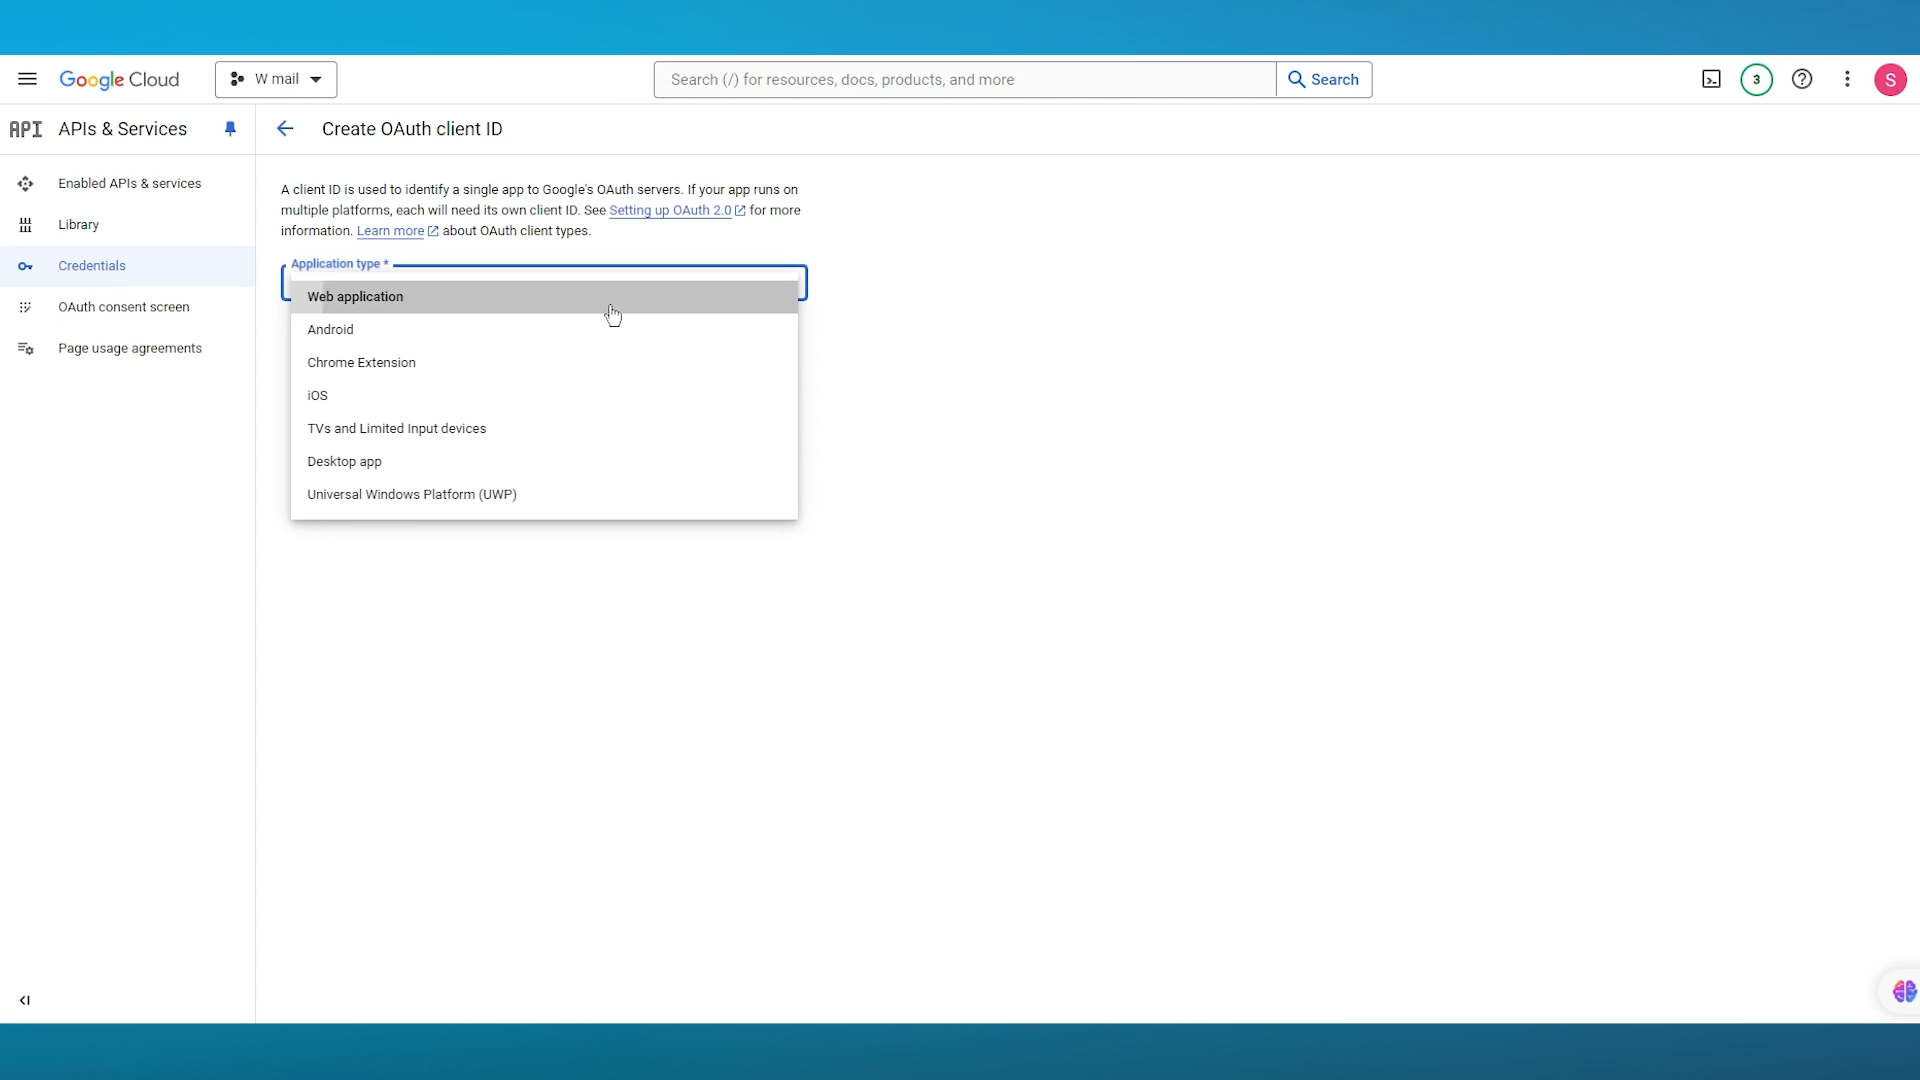 Google Cloud
W mail
Search (/) for resources, docs, products, and more
Search
3
S
API APIs & Services
Create OAuth client ID
Enabled APIs & services
Library
Credentials
OAuth consent screen
Page usage agreements
A client ID is used to identify a single app to Google's OAuth servers. If your app runs on
multiple platforms, each will need its own client ID. See Setting up OAuth 2.0 for more
information. Learn more about OAuth client types.
Application type *
Web application
Android
Chrome Extension
iOS
TVs and Limited Input devices
Desktop app
Universal Windows Platform (UWP)